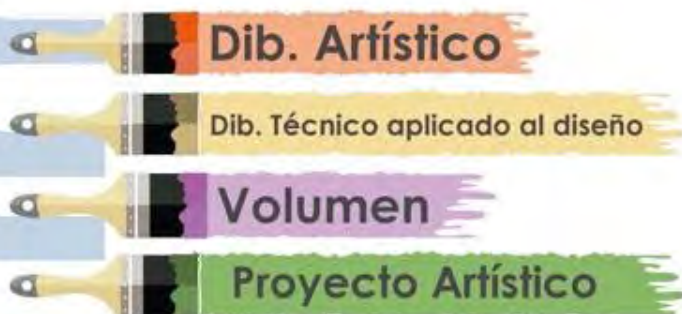 Dib. Artístico
Dib. Técnico aplicado al diseño
Volumen
Proyecto Artístico